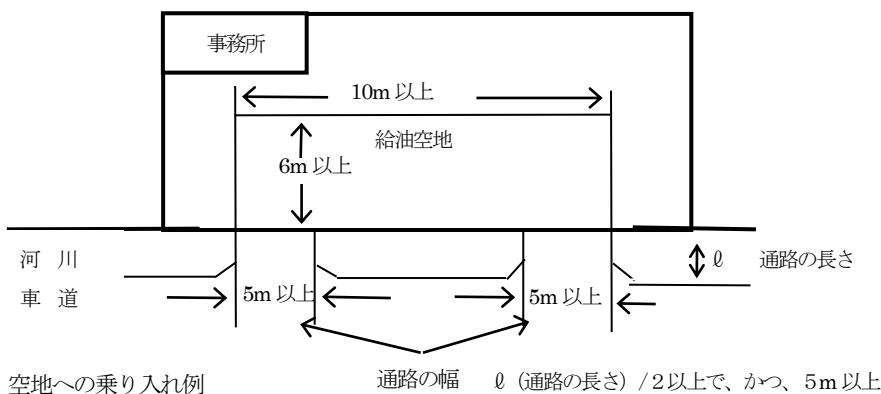 事務所
10m 以上
給油空地
6m 以上
河　川
ℓ　通路の長さ
車　道
5m 以上
5m 以上
空地への乗り入れ例
通路の幅　ℓ（通路の長さ）/２以上で、かつ、５m 以上